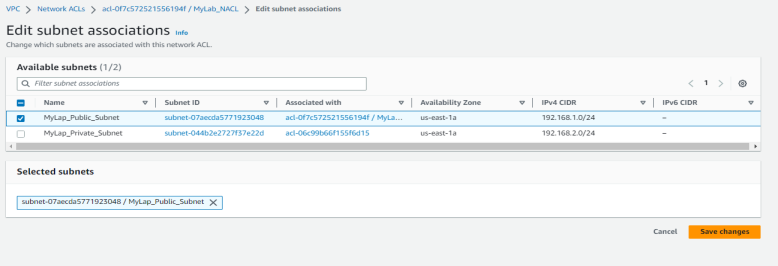 VPC > Network ACLs > acl-0f7c572521556194f / MyLab_NACL > Edit subnet associations
Edit subnet associations Info
Change which subnets are associated with this network ACL.
Available subnets (1/2)
Filter subnet associations
< 1 >
Name Subnet ID Associated with Availability Zone IPv4 CIDR IPv6 CIDR
MyLap_Public_Subnet subnet-07aecda5771923048 acl-0f7c572521556194f / MyLa... us-east-1a 192.168.1.0/24 –
MyLap_Private_Subnet subnet-044b2e2727f37e22d acl-06c99b66f155f6d15 us-east-1a 192.168.2.0/24 –
Selected subnets
subnet-07aecda5771923048 / MyLap_Public_Subnet X
Cancel Save changes